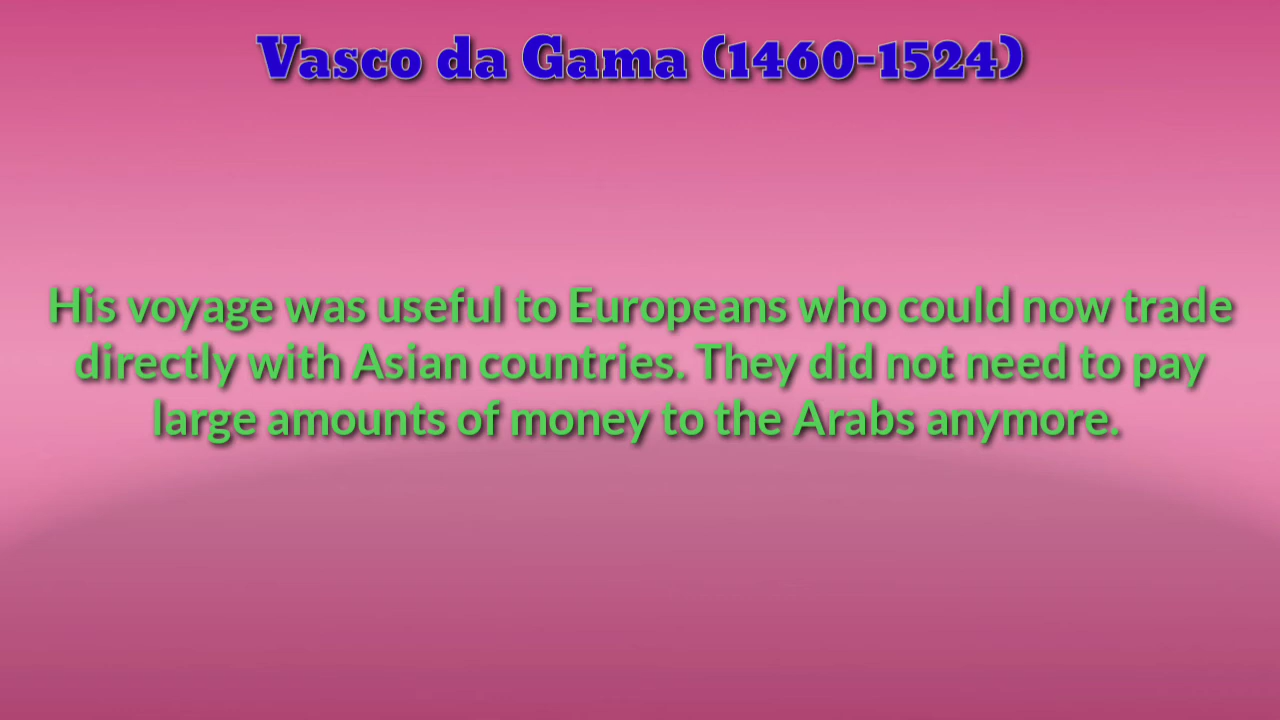 Vasco da Gama (1460-1524)
His voyage was useful to Europeans who could now trade
directly with Asian countries. They did not need to pay
large amounts of money to the Arabs anymore.